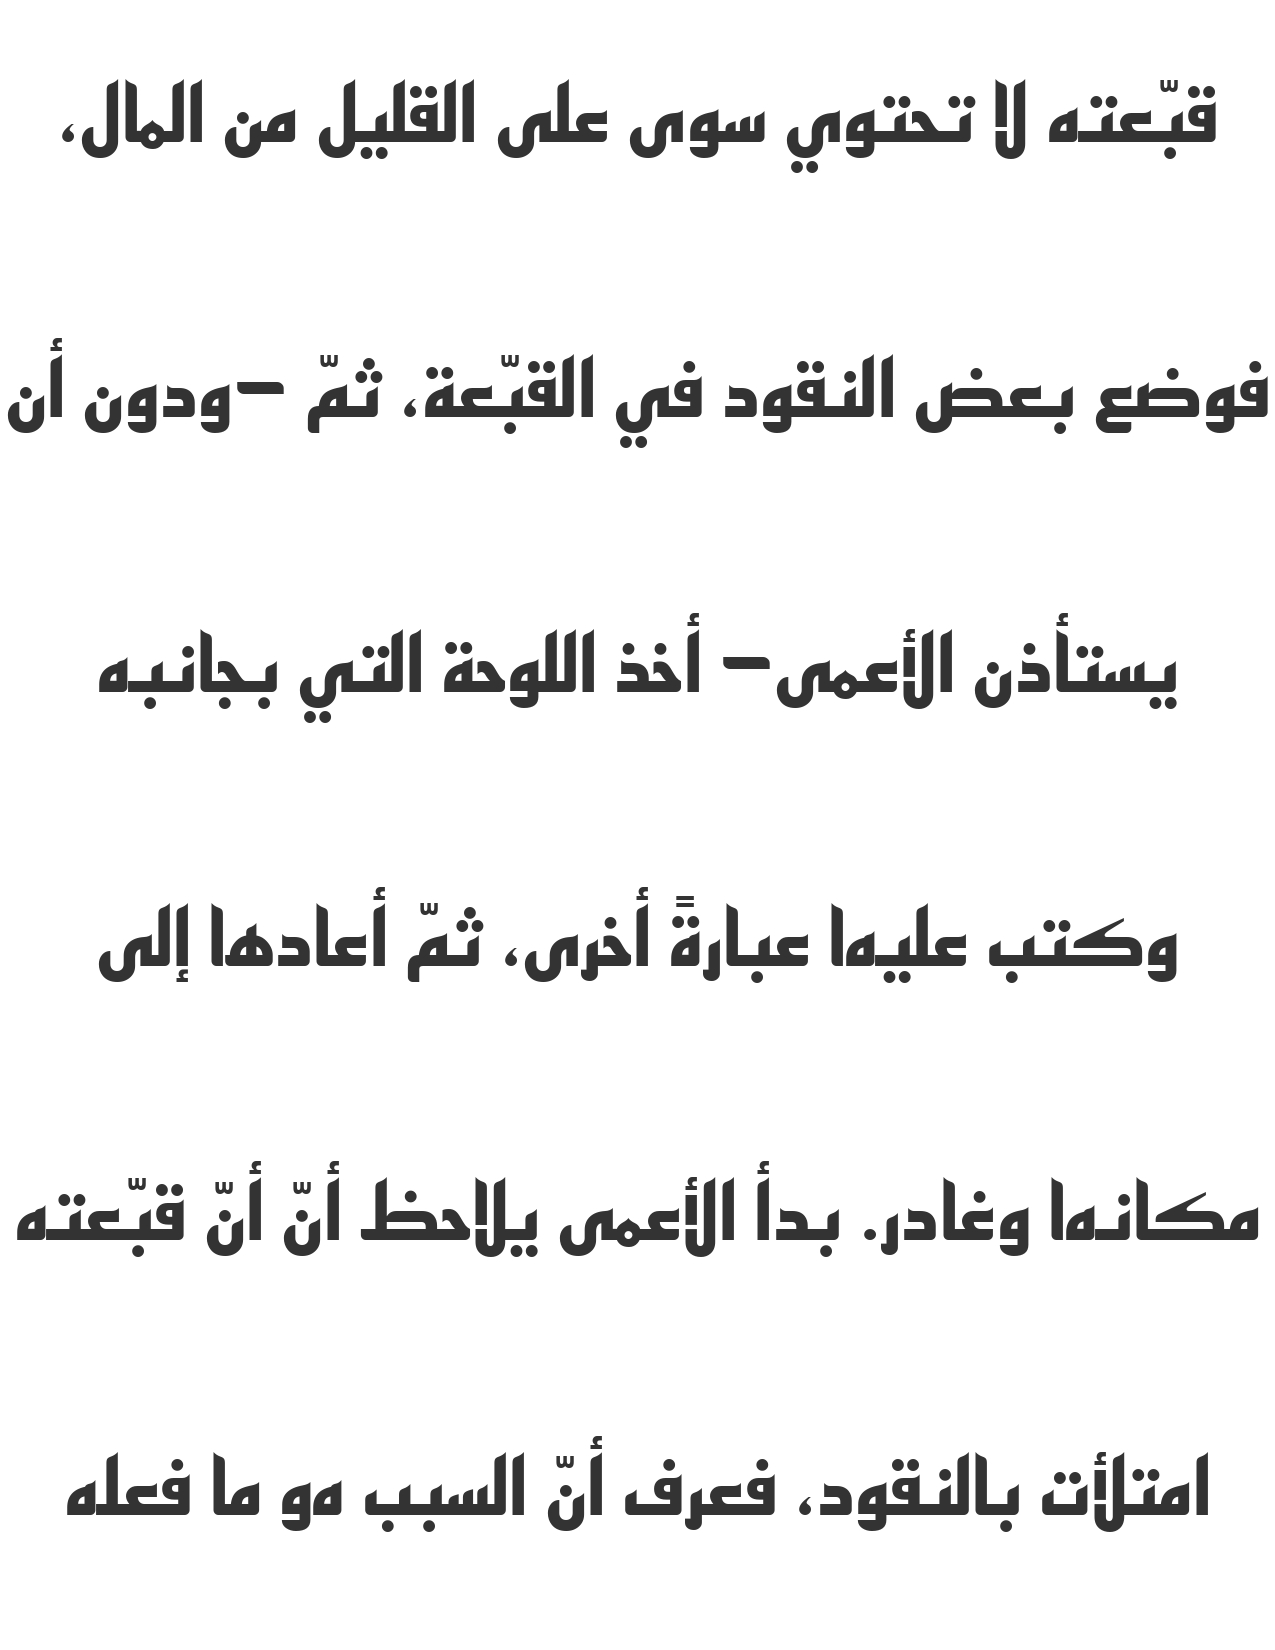 قبّعته لا تحتوي سوى على القليل من المال،
فوضع بعض النقود في القبّعة، ثمّ –ودون أن
يستأذن الأعمى– أخذ اللوحة التي بجانبه
وكتب عليها عبارةً أخرى، ثمّ أعادها إلى
مكانها وغادر. بدأ الأعمى يلاحظ أنّ أنّ قبّعته
امتلأت بالنقود، فعرف أنّ السبب هو ما فعله